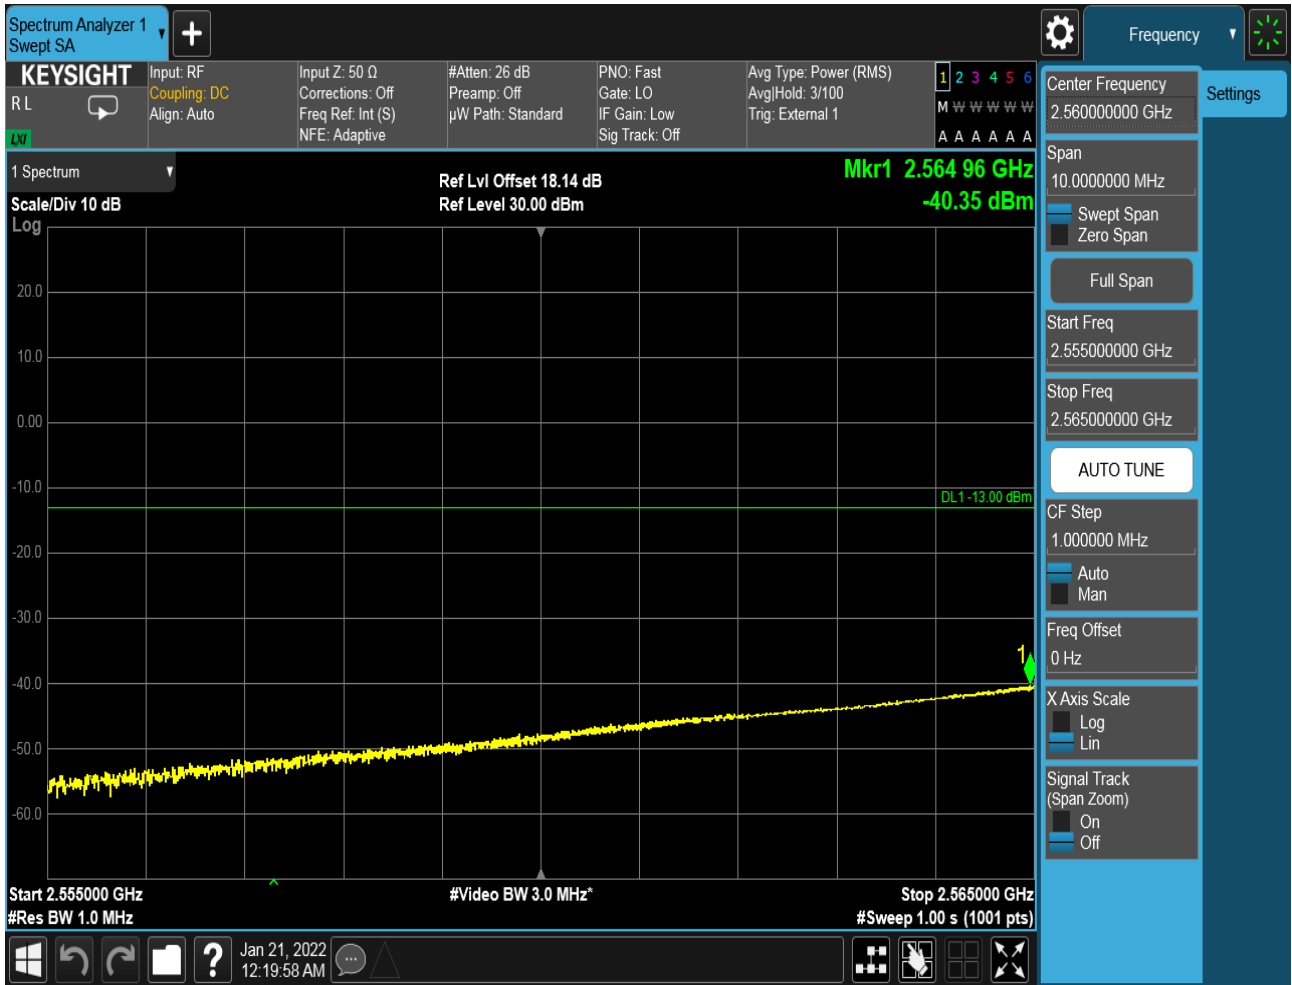 Spectrum Analyzer 1
Swept SA
Frequency
KEYSIGHT
R L
LXI
Input: RF
Coupling: DC
Align: Auto
Input Z: 50 Ω
Corrections: Off
Freq Ref: Int (S)
NFE: Adaptive
#Atten: 26 dB
Preamp: Off
µW Path: Standard
PNO: Fast
Gate: LO
IF Gain: Low
Sig Track: Off
Avg Type: Power (RMS)
Avg|Hold: 3/100
Trig: External 1
1 2 3 4 5 6
M W W W W W
A A A A A A
1 Spectrum
Scale/Div 10 dB
Log
Ref Lvl Offset 18.14 dB
Ref Level 30.00 dBm
Mkr1 2.564 96 GHz
-40.35 dBm
20.0
10.0
0.00
-10.0
-20.0
-30.0
-40.0
-50.0
-60.0
DL1 -13.00 dBm
1
Start 2.555000 GHz
#Res BW 1.0 MHz
#Video BW 3.0 MHz*
Stop 2.565000 GHz
#Sweep 1.00 s (1001 pts)
Jan 21, 2022
12:19:58 AM
Center Frequency
2.560000000 GHz
Settings
Span
10.0000000 MHz
Swept Span
Zero Span
Full Span
Start Freq
2.555000000 GHz
Stop Freq
2.565000000 GHz
AUTO TUNE
CF Step
1.000000 MHz
Auto
Man
Freq Offset
0 Hz
X Axis Scale
Log
Lin
Signal Track
(Span Zoom)
On
Off